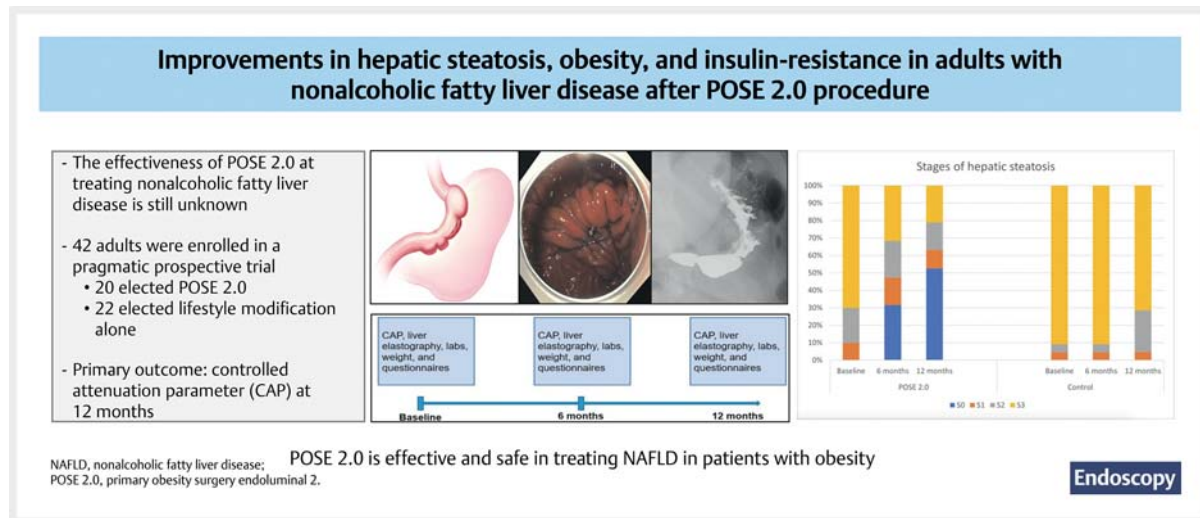 Improvements in hepatic steatosis, obesity, and insulin-resistance in adults with
nonalcoholic fatty liver disease after POSE 2.0 procedure
- The effectiveness of POSE 2.0 at
treating nonalcoholic fatty liver
disease is still unknown
- 42 adults were enrolled in a
pragmatic prospective trial
• 20 elected POSE 2.0
• 22 elected lifestyle modification
alone
- Primary outcome: controlled
attenuation parameter (CAP) at
12 months
CAP, liver
elastography, labs,
weight, and
questionnaires
CAP, liver
elastography, labs,
weight, and
questionnaires
CAP, liver
elastography, labs,
weight, and
questionnaires
Baseline
6 months
12 months
Stages of hepatic steatosis
100%
90%
80%
70%
60%
50%
40%
30%
20%
10%
0%
Baseline 6 months 12 months
Baseline 6 months 12 months
POSE 2.0
Control
S0 S1 S2 S3
NAFLD, nonalcoholic fatty liver disease;
POSE 2.0, primary obesity surgery endoluminal 2.
POSE 2.0 is effective and safe in treating NAFLD in patients with obesity
Endoscopy